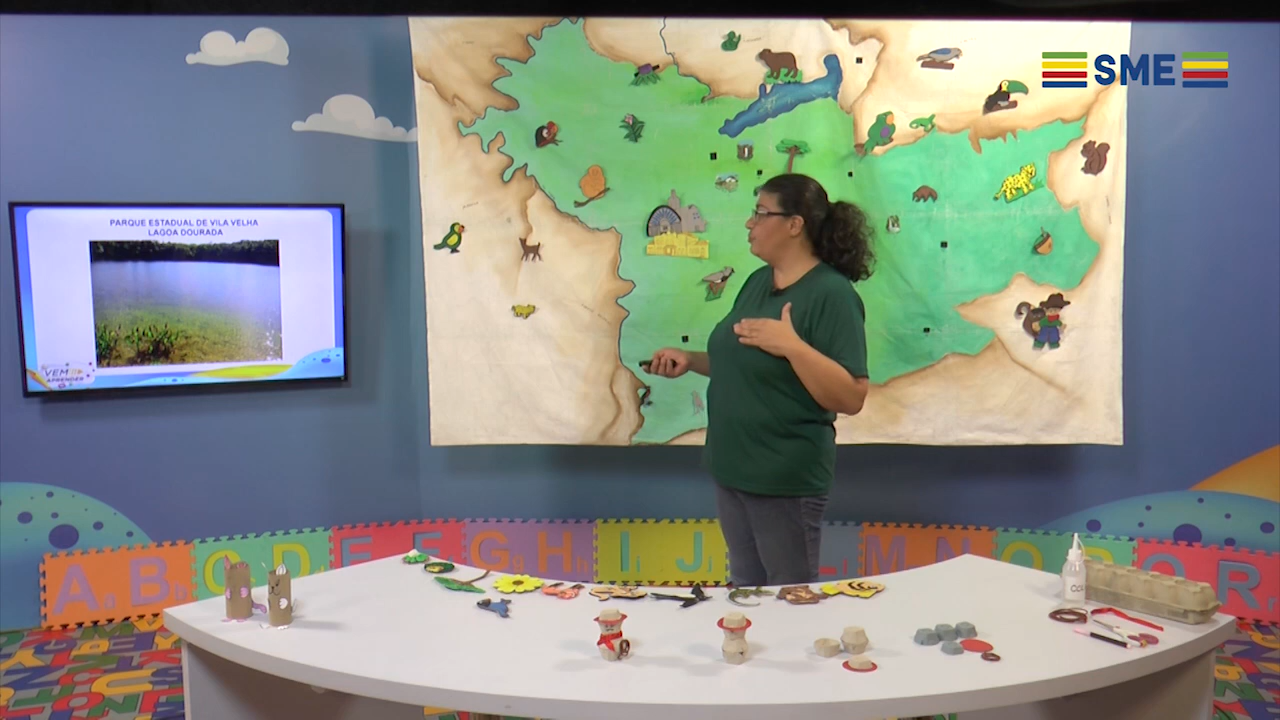 SME
PARQUE ESTADUAL DE VILA VELHA
LAGOA DOURADA
VEM
APRENDER
A B C D E F G H I J M N O P R